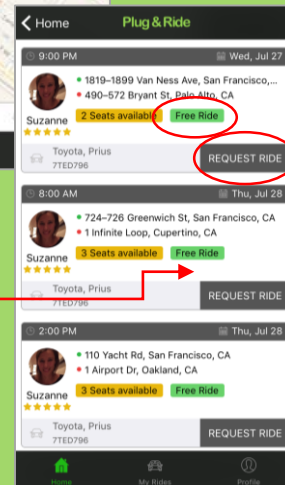 Home
Plug & Ride
9:00 PM
Wed, Jul 27
1819–1899 Van Ness Ave, San Francisco,...
490–572 Bryant St, Palo Alto, CA
2 Seats available
Free Ride
Suzanne
Toyota, Prius
7TED796
REQUEST RIDE
8:00 AM
Thu, Jul 28
724–726 Greenwich St, San Francisco, CA
1 Infinite Loop, Cupertino, CA
3 Seats available
Free Ride
Suzanne
Toyota, Prius
7TED796
REQUEST RIDE
2:00 PM
Thu, Jul 28
110 Yacht Rd, San Francisco, CA
1 Airport Dr, Oakland, CA
3 Seats available
Free Ride
Suzanne
Toyota, Prius
7TED796
REQUEST RIDE
Home
My Rides
Profile